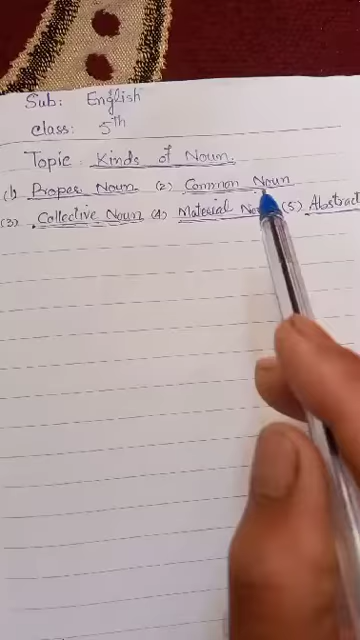 Sub: English
Class: 5th
Topic: Kinds of Noun.
(1) Proper Noun (2) Common Noun
(3) Collective Noun (4) Material (5) Abstract